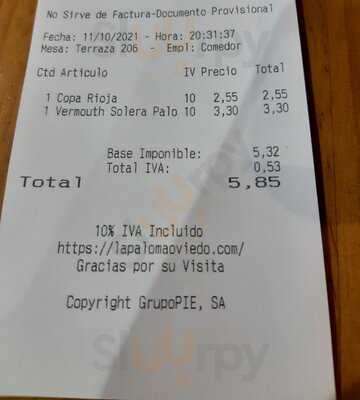 No Sirve de Factura-Documento Provisional
Fecha: 11/10/2021 - Hora: 20:31:37
Mesa: Terraza 206 - Empl: Comedor
Ctd Articulo IV Precio Total
1 Copa Rioja 10 2,55 2,55
1 Vermouth Solera Palo 10 3,30 3,30
Base Imponible: 5,32
Total IVA: 0,53
Total 5,85
10% IVA Incluido
https://lapalomaoviedo.com/
Gracias por su Visita
Copyright GrupoPIE, SA
slurrpy